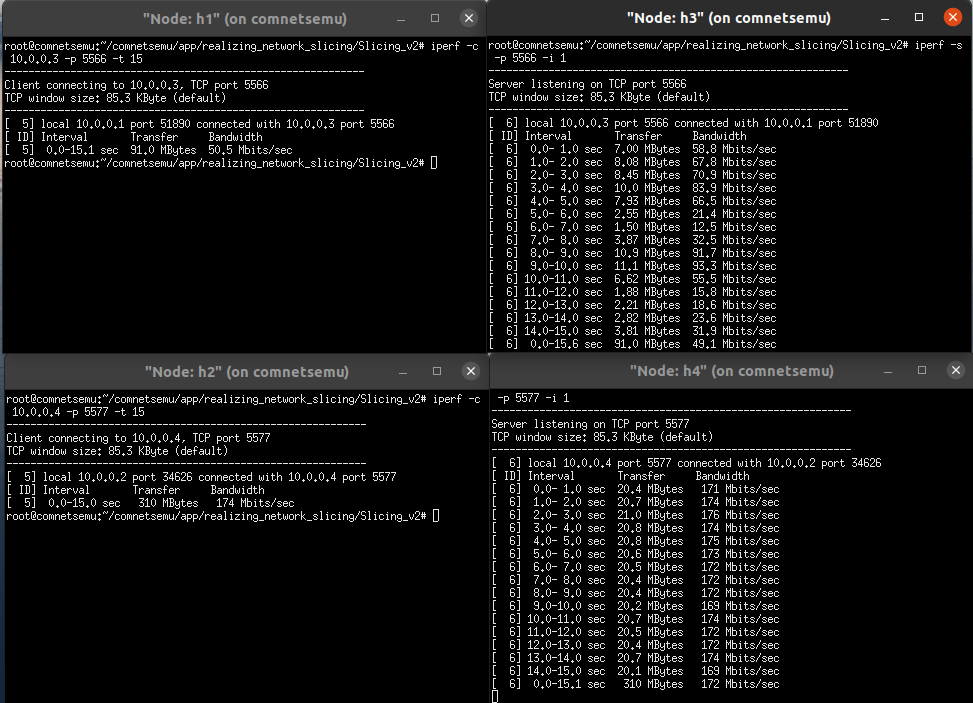 "Node: h1" (on comnetsemu)
root@comnetsemu:~/comnetsemu/app/realizing_network_slicing/Slicing_v2# iperf -c
10.0.0.3 -p 5566 -t 15
------------------------------------------------------------
Client connecting to 10.0.0.3, TCP port 5566
TCP window size: 85.3 KByte (default)
------------------------------------------------------------
[  5] local 10.0.0.1 port 51890 connected with 10.0.0.3 port 5566
[ ID] Interval       Transfer     Bandwidth
[  5]  0.0-15.1 sec  91.0 MBytes  50.5 Mbits/sec
root@comnetsemu:~/comnetsemu/app/realizing_network_slicing/Slicing_v2#
"Node: h3" (on comnetsemu)
root@comnetsemu:~/comnetsemu/app/realizing_network_slicing/Slicing_v2# iperf -s
-p 5566 -i 1
------------------------------------------------------------
Server listening on TCP port 5566
TCP window size: 85.3 KByte (default)
------------------------------------------------------------
[  6] local 10.0.0.3 port 5566 connected with 10.0.0.1 port 51890
[ ID] Interval       Transfer     Bandwidth
[  6]  0.0- 1.0 sec  7.00 MBytes  58.8 Mbits/sec
[  6]  1.0- 2.0 sec  8.08 MBytes  67.8 Mbits/sec
[  6]  2.0- 3.0 sec  8.45 MBytes  70.9 Mbits/sec
[  6]  3.0- 4.0 sec  10.0 MBytes  83.9 Mbits/sec
[  6]  4.0- 5.0 sec  7.93 MBytes  66.5 Mbits/sec
[  6]  5.0- 6.0 sec  2.55 MBytes  21.4 Mbits/sec
[  6]  6.0- 7.0 sec  1.50 MBytes  12.5 Mbits/sec
[  6]  7.0- 8.0 sec  3.87 MBytes  32.5 Mbits/sec
[  6]  8.0- 9.0 sec  10.9 MBytes  91.7 Mbits/sec
[  6]  9.0-10.0 sec  11.1 MBytes  93.3 Mbits/sec
[  6] 10.0-11.0 sec  6.62 MBytes  55.5 Mbits/sec
[  6] 11.0-12.0 sec  1.88 MBytes  15.8 Mbits/sec
[  6] 12.0-13.0 sec  2.21 MBytes  18.6 Mbits/sec
[  6] 13.0-14.0 sec  2.82 MBytes  23.6 Mbits/sec
[  6] 14.0-15.0 sec  3.81 MBytes  31.9 Mbits/sec
[  6]  0.0-15.6 sec  91.0 MBytes  49.1 Mbits/sec
"Node: h2" (on comnetsemu)
root@comnetsemu:~/comnetsemu/app/realizing_network_slicing/Slicing_v2# iperf -c
10.0.0.4 -p 5577 -t 15
------------------------------------------------------------
Client connecting to 10.0.0.4, TCP port 5577
TCP window size: 85.3 KByte (default)
------------------------------------------------------------
[  5] local 10.0.0.2 port 34626 connected with 10.0.0.4 port 5577
[ ID] Interval       Transfer     Bandwidth
[  5]  0.0-15.0 sec   310 MBytes   174 Mbits/sec
root@comnetsemu:~/comnetsemu/app/realizing_network_slicing/Slicing_v2#
"Node: h4" (on comnetsemu)
-p 5577 -i 1
------------------------------------------------------------
Server listening on TCP port 5577
TCP window size: 85.3 KByte (default)
------------------------------------------------------------
[  6] local 10.0.0.4 port 5577 connected with 10.0.0.2 port 34626
[ ID] Interval       Transfer     Bandwidth
[  6]  0.0- 1.0 sec  20.4 MBytes   171 Mbits/sec
[  6]  1.0- 2.0 sec  20.7 MBytes   174 Mbits/sec
[  6]  2.0- 3.0 sec  21.0 MBytes   176 Mbits/sec
[  6]  3.0- 4.0 sec  20.8 MBytes   174 Mbits/sec
[  6]  4.0- 5.0 sec  20.8 MBytes   175 Mbits/sec
[  6]  5.0- 6.0 sec  20.6 MBytes   173 Mbits/sec
[  6]  6.0- 7.0 sec  20.5 MBytes   172 Mbits/sec
[  6]  7.0- 8.0 sec  20.4 MBytes   172 Mbits/sec
[  6]  8.0- 9.0 sec  20.4 MBytes   172 Mbits/sec
[  6]  9.0-10.0 sec  20.2 MBytes   169 Mbits/sec
[  6] 10.0-11.0 sec  20.7 MBytes   174 Mbits/sec
[  6] 11.0-12.0 sec  20.5 MBytes   172 Mbits/sec
[  6] 12.0-13.0 sec  20.4 MBytes   172 Mbits/sec
[  6] 13.0-14.0 sec  20.7 MBytes   174 Mbits/sec
[  6] 14.0-15.0 sec  20.1 MBytes   169 Mbits/sec
[  6]  0.0-15.1 sec   310 MBytes   172 Mbits/sec